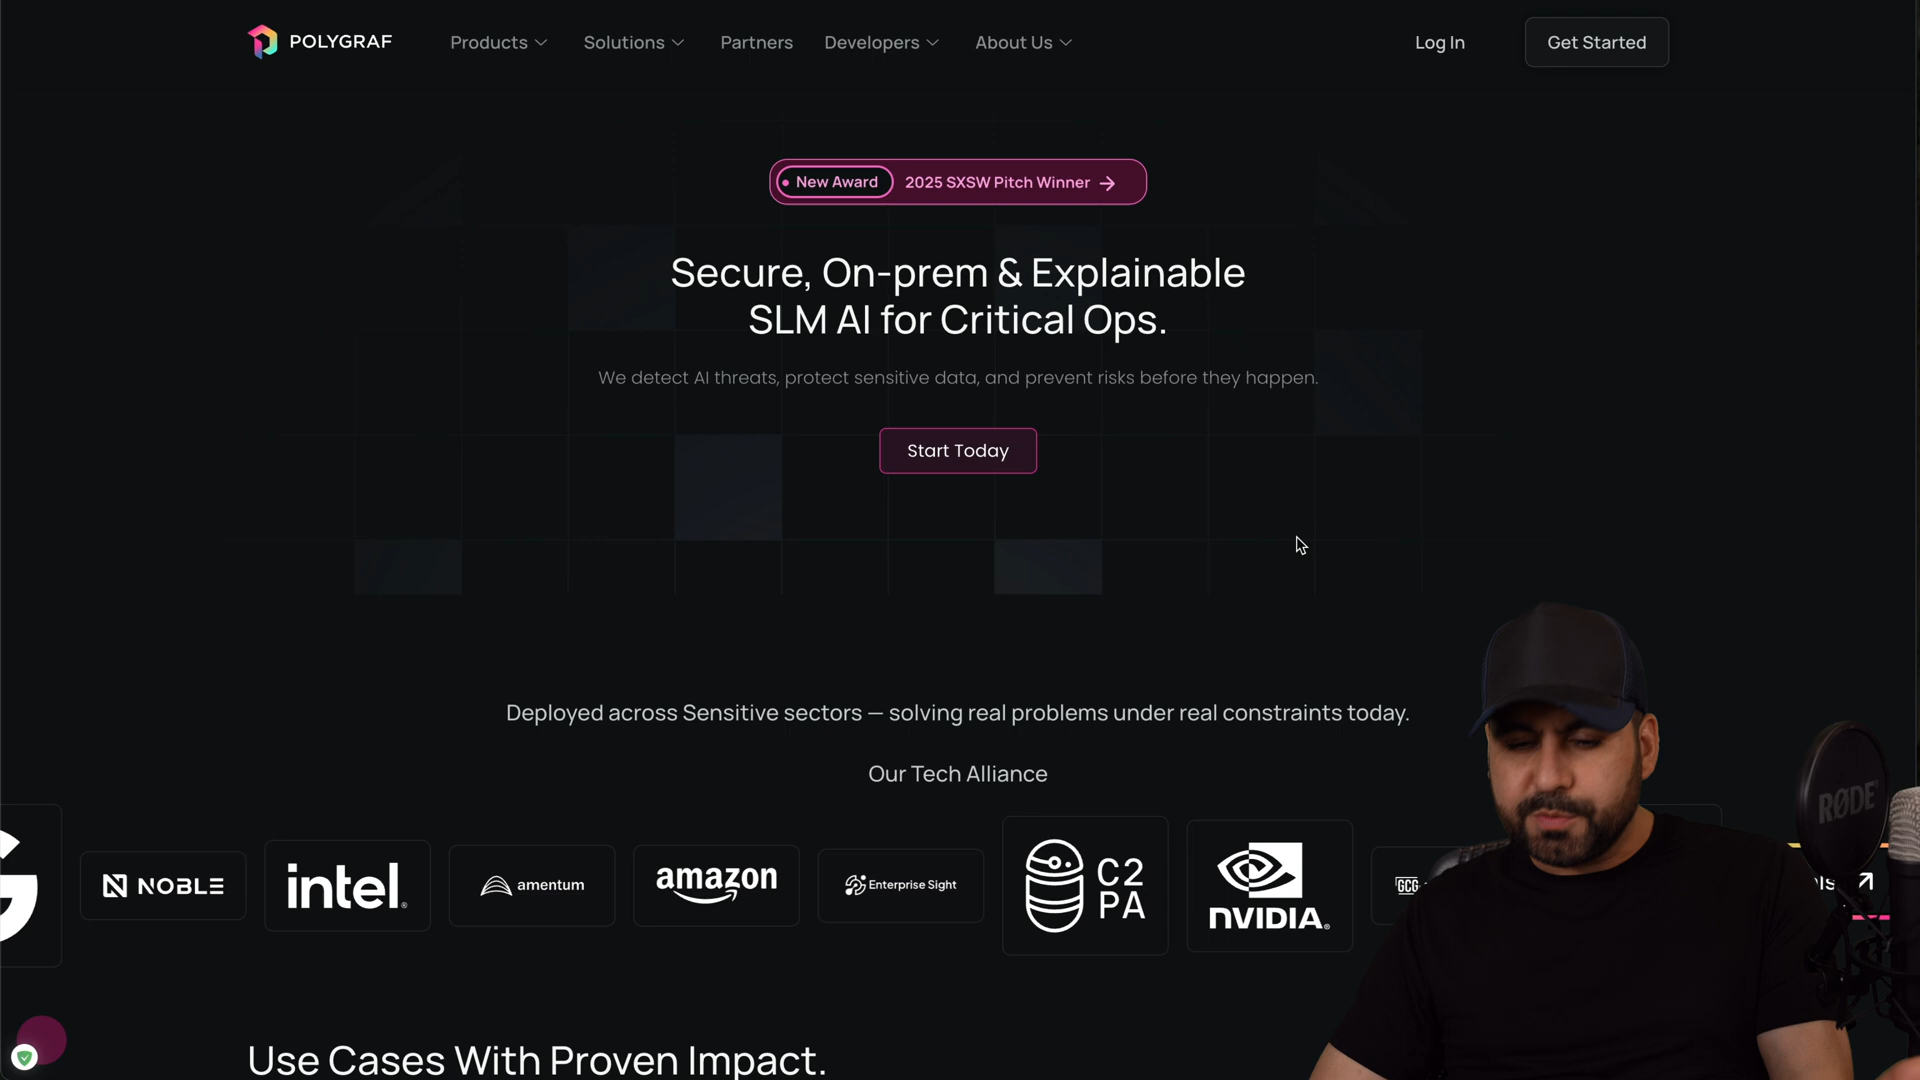 POLYGRAF
Products
Solutions
Partners
Developers
About Us
Log In
Get Started
New Award
2025 SXSW Pitch Winner →
Secure, On-prem & Explainable
SLM AI for Critical Ops.
We detect AI threats, protect sensitive data, and prevent risks before they happen.
Start Today
Deployed across Sensitive sectors — solving real problems under real constraints today.
Our Tech Alliance
NOBLE
intel.
amentum
amazon
Enterprise Sight
C2
PA
NVIDIA.
GCG
RØDE
Use Cases With Proven Impact.